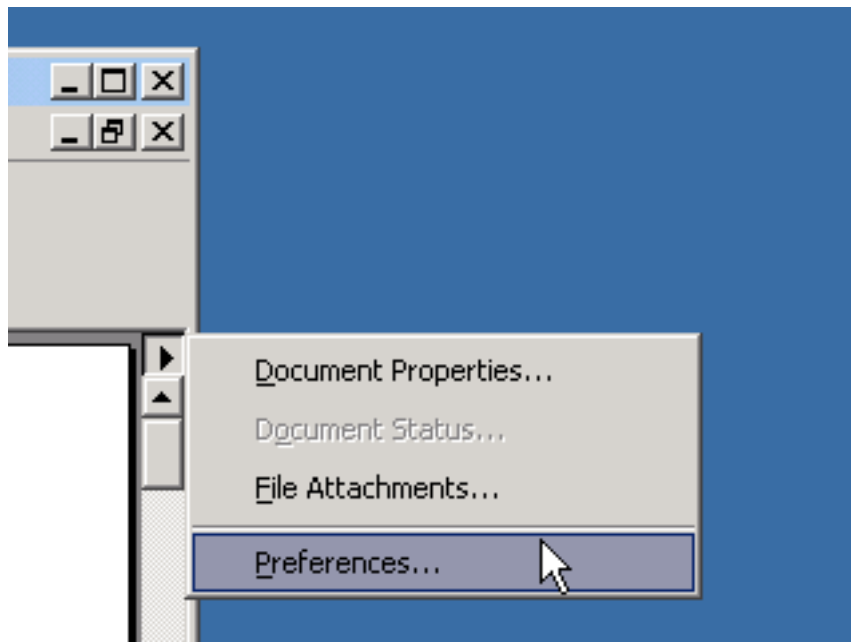 Document Properties...
Document Status...
File Attachments...
Preferences...